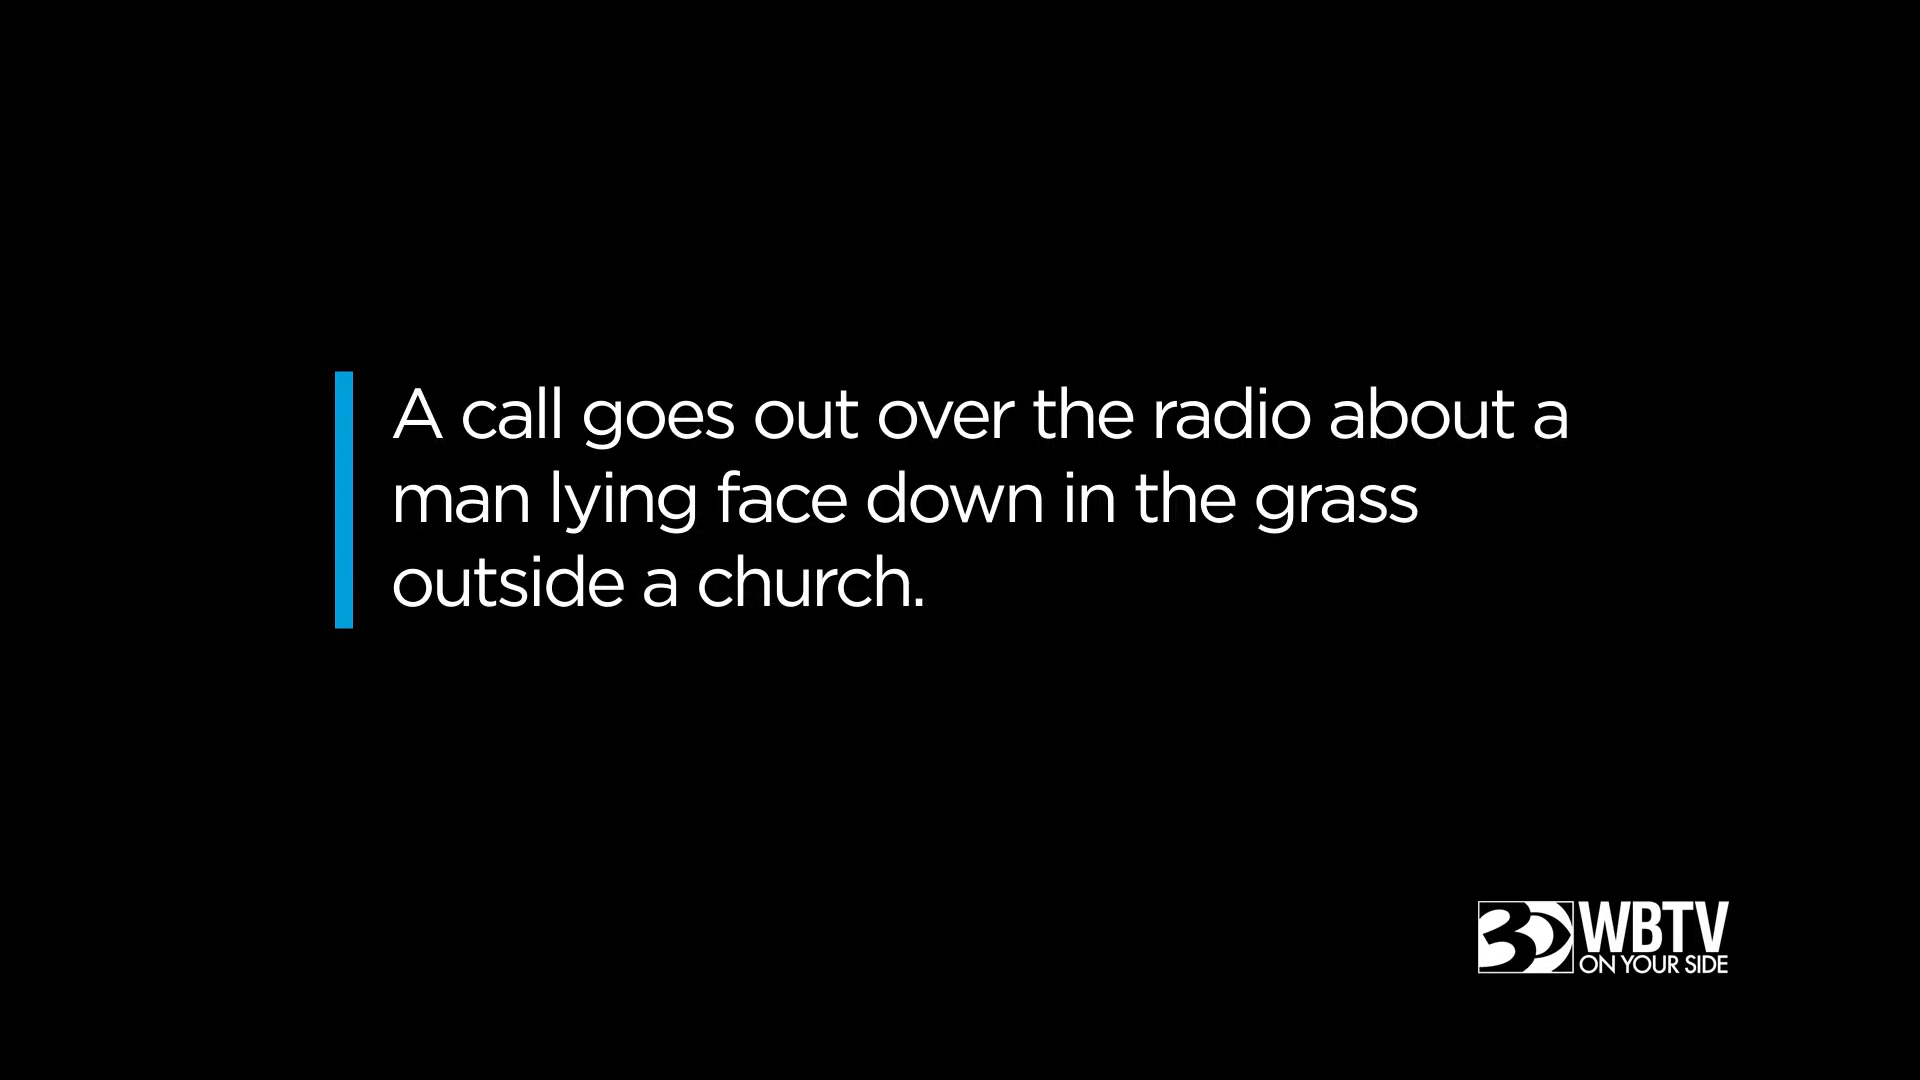 A call goes out over the radio about a
man lying face down in the grass
outside a church.
3 WBTV
ON YOUR SIDE